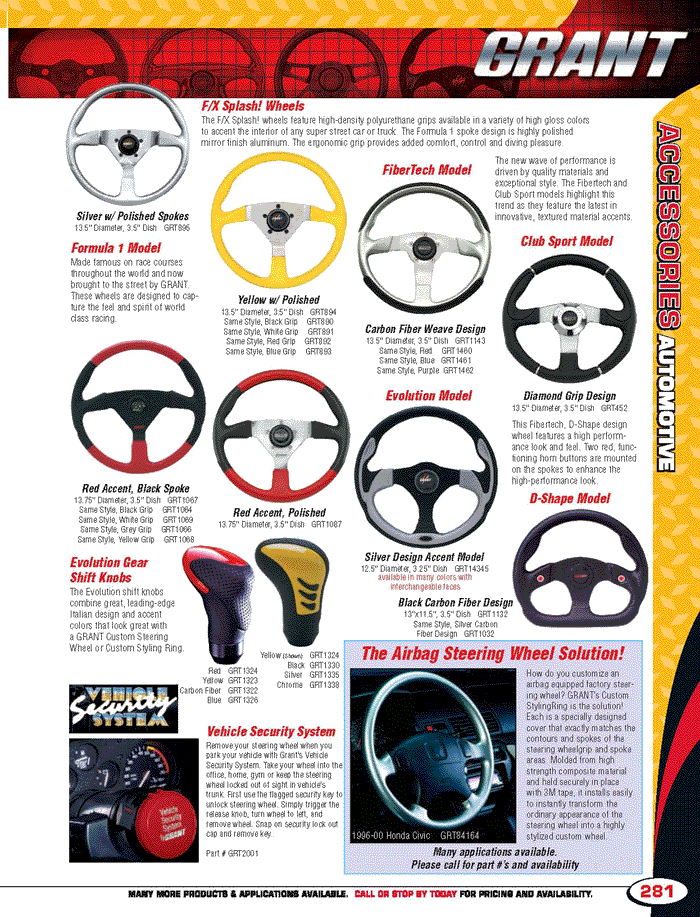 GRANT
F/X Splash! Wheels
The F/X Splash! wheels feature high-density polyurethane grips available in a variety of high gloss colors
to accent the interior of any super street car or truck. The Formula 1 spoke design is highly polished
mirror finish aluminum. The ergonomic grip provides added comfort, control and diving pleasure.
Silver w/ Polished Spokes
13.5" Diameter, 3.5" Dish GRT895
Formula 1 Model
Made famous on race courses
throughout the world and now
brought to the street by GRANT.
These wheels are designed to cap-
ture the feel and spirit of world
class racing.
Yellow w/ Polished
13.5" Diameter, 3.5" Dish GRT894
Same Style, Black Grip GRT890
Same Style, White Grip GRT891
Same Style, Red Grip GRT892
Same Style, Blue Grip GRT893
FiberTech Model
Carbon Fiber Weave Design
13.5" Diameter, 3.5" Dish GRT1143
Same Style, Red GRT1460
Same Style, Blue GRT1461
Same Style, Purple GRT1462
The new wave of performance is
driven by quality materials and
exceptional style. The Fibertech and
Club Sport models highlight this
trend as they feature the latest in
innovative, textured material accents.
Club Sport Model
Diamond Grip Design
13.5" Diameter, 3.5" Dish GRT452
Red Accent, Black Spoke
13.75" Diameter, 3.5" Dish GRT1067
Same Style, Black Grip GRT1064
Same Style, White Grip GRT1069
Same Style, Grey Grip GRT1066
Same Style, Yellow Grip GRT1068
Red Accent, Polished
13.75" Diameter, 3.5" Dish GRT1087
Evolution Model
Silver Design Accent Model
12.5" Diameter, 3.25" Dish GRT14345
available in many colors with
interchangeable faces
This Fibertech, D-Shape design
wheel features a high perform-
ance look and feel. Two red, func-
tioning horn buttons are mounted
on the spokes to enhance the
high-performance look.
D-Shape Model
Black Carbon Fiber Design
13"x11.5", 3.5" Dish GRT1132
Same Style, Silver Carbon
Fiber Design GRT1032
Evolution Gear
Shift Knobs
The Evolution shift knobs
combine great, leading-edge
Italian design and accent
colors that look great with
a GRANT Custom Steering
Wheel or Custom Styling Ring.
Red GRT1324
Yellow GRT1323
Carbon Fiber GRT1322
Blue GRT1326
Yellow (Shown) GRT1324
Black GRT1330
Silver GRT1335
Chrome GRT1338
VEHICLE
Security
SYSTEM
Vehicle
Security
System
GRANT
Vehicle Security System
Remove your steering wheel when you
park your vehicle with Grant's Vehicle
Security System. Take your wheel into the
office, home, gym or keep the steering
wheel locked out of sight in vehicle's
trunk. First use the flagged security key to
unlock steering wheel. Simply trigger the
release knob, turn wheel to left, and
remove wheel. Snap on security lock out
cap and remove key.
Part # GRT2001
The Airbag Steering Wheel Solution!
1996-00 Honda Civic GRT84164
How do you customize an
airbag equipped factory steer-
ing wheel? GRANT's Custom
StylingRing is the solution!
Each is a specially designed
cover that exactly matches the
contours and spokes of the
steering wheelgrip and spoke
areas. Molded from high
strength composite material
and held securely in place
with 3M tape, it installs easily
to instantly transform the
ordinary appearance of the
steering wheel into a highly
stylized custom wheel.
Many applications available.
Please call for part #'s and availability
ACCESSORIES AUTOMOTIVE
MANY MORE PRODUCTS & APPLICATIONS AVAILABLE. CALL OR STOP BY TODAY FOR PRICING AND AVAILABILITY.
281